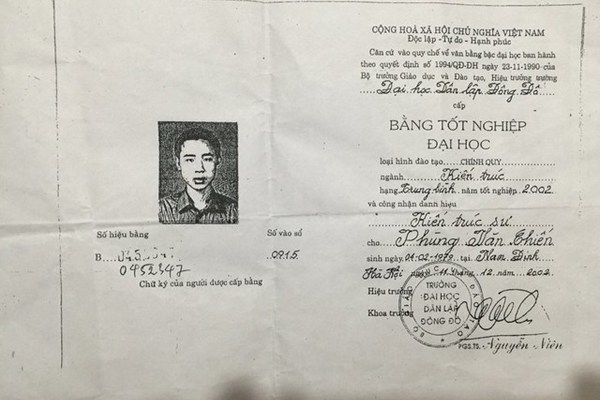 CỘNG HOÀ XÃ HỘI CHỦ NGHĨA VIỆT NAM
Độc lập -Tự do - Hạnh phúc
Căn cứ vào quy chế về văn bằng bậc đại học ban hành
theo quyết định số 1994/QĐ-ĐH ngày 23-11-1990 của
Bộ trưởng Giáo dục và Đào tạo, Hiệu trưởng trường
Đại học Dân lập Đông Đô
cấp
BẰNG TỐT NGHIỆP
ĐẠI HỌC
loại hình đào tạo CHÍNH QUY
ngành Kiến trúc
hạng Trung bình năm tốt nghiệp 2002
và công nhận danh hiệu
Kiến trúc sư
cho Phùng Văn Chiến
sinh ngày 01-02-1979 tại Nam Định
Hà Nội ngày 11 tháng 12 năm 2002
Hiệu trưởng
Khoa trưởng
TRƯỜNG
ĐẠI HỌC
DÂN LẬP
ĐÔNG ĐÔ
PGS.TS. Nguyễn Niên
Số hiệu bằng
Số vào sổ
B
0915
0452347
Chữ ký của người được cấp bằng